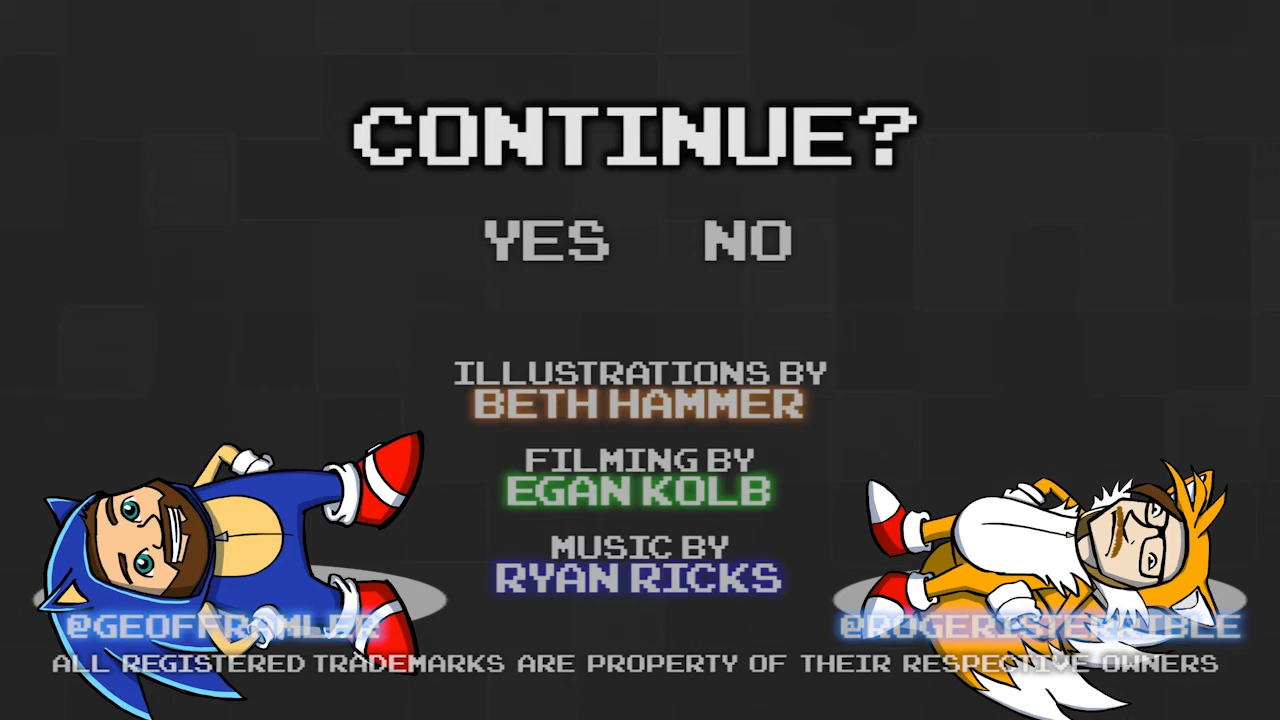 CONTINUE?
YES NO
ILLUSTRATIONS BY
BETH HAMMER
FILMING BY
EGAN KOLB
MUSIC BY
RYAN RICKS
@ROGERISTERRIBLE
ALL REGISTERED TRADEMARKS ARE PROPERTY OF THEIR RESPECTIVE OWNERS